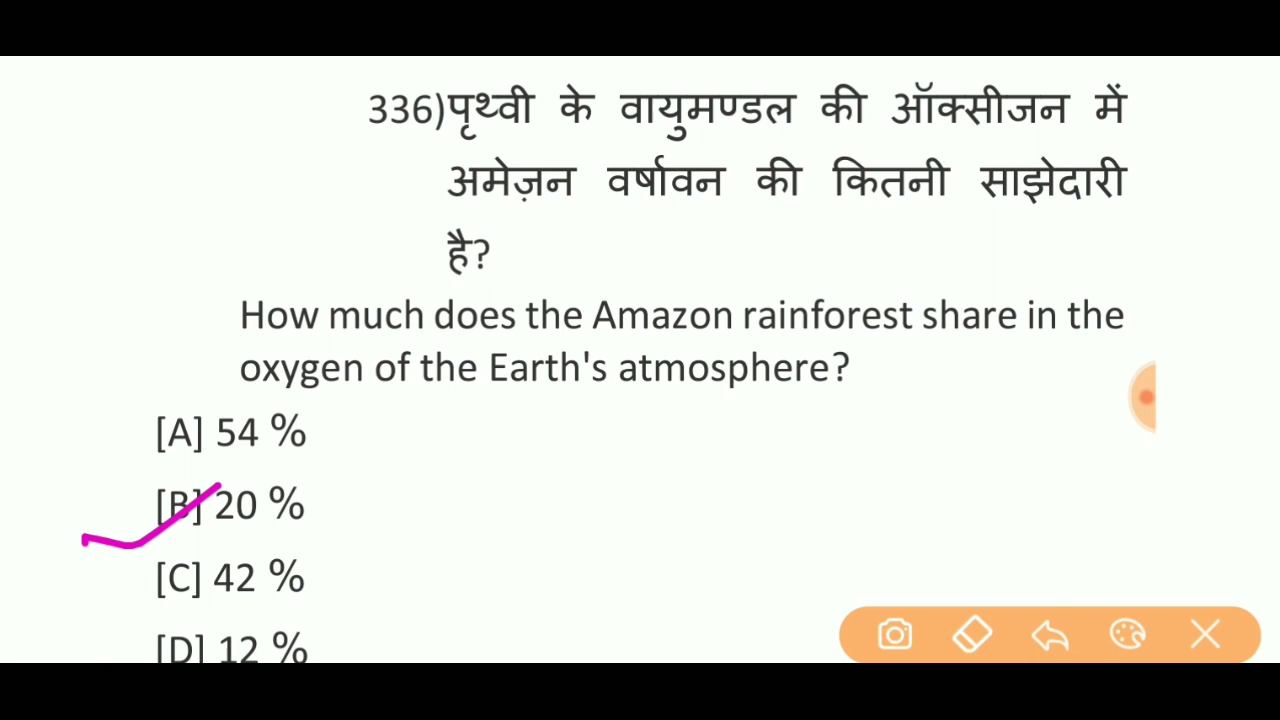 336)पृथ्वी के वायुमण्डल की ऑक्सीजन में
अमेज़न वर्षावन की कितनी साझेदारी
है?
How much does the Amazon rainforest share in the
oxygen of the Earth's atmosphere?
[A] 54 %
[B] 20 %
[C] 42 %
[D] 12 %